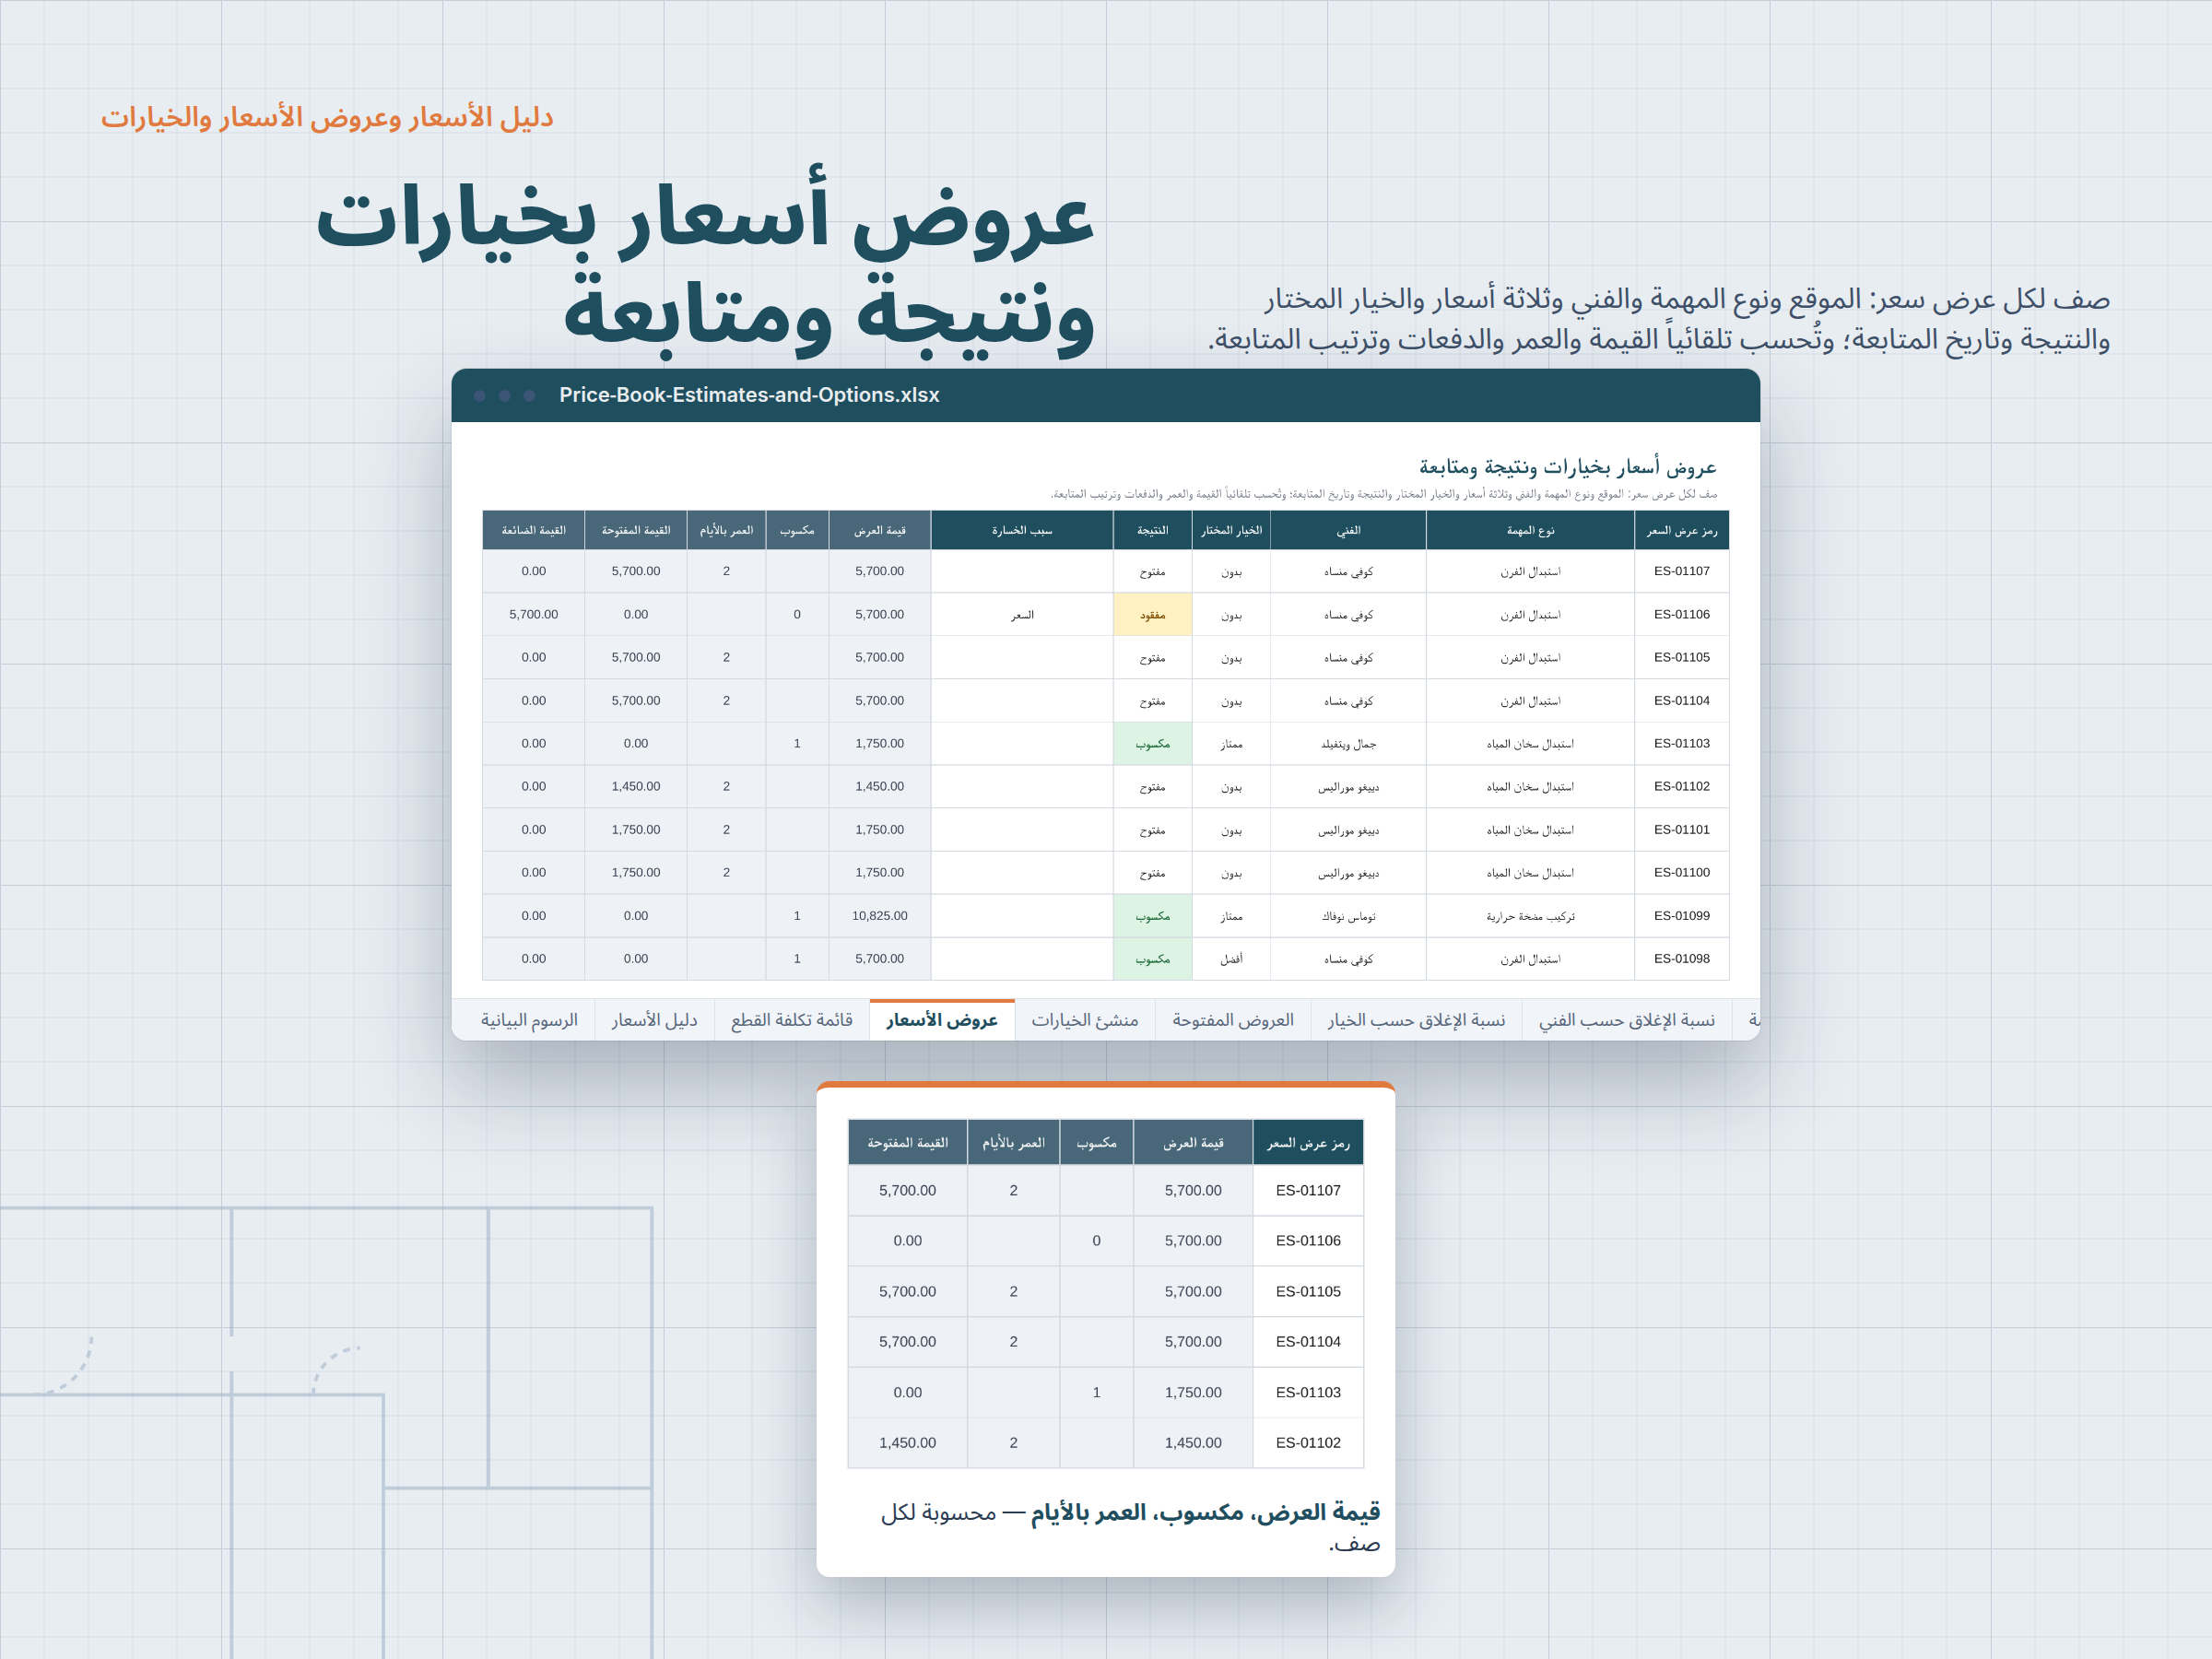 دليل الأسعار وعروض الأسعار والخيارات
عروض أسعار بخيارات
ونتيجة ومتابعة
صف لكل عرض سعر: الموقع ونوع المهمة والفني وثلاثة أسعار والخيار المختار
والنتيجة وتاريخ المتابعة؛ وتُحسب تلقائياً القيمة والعمر والدفعات وترتيب المتابعة.
Price-Book-Estimates-and-Options.xlsx
عروض أسعار بخيارات ونتيجة ومتابعة
صف لكل عرض سعر: الموقع ونوع المهمة والفني وثلاثة أسعار والخيار المختار والنتيجة وتاريخ المتابعة؛ وتُحسب تلقائياً القيمة والعمر والدفعات وترتيب المتابعة.
رمز عرض السعر نوع المهمة الفني الخيار المختار النتيجة سبب الخسارة قيمة العرض مكسوب العمر بالأيام القيمة المفتوحة القيمة الضائعة
ES-01107 استبدال الفرن كوفي منساه بدون مفتوح 5,700.00 2 5,700.00 0.00
ES-01106 استبدال الفرن كوفي منساه بدون مفقود السعر 5,700.00 0 0.00 5,700.00
ES-01105 استبدال الفرن كوفي منساه بدون مفتوح 5,700.00 2 5,700.00 0.00
ES-01104 استبدال الفرن كوفي منساه بدون مفتوح 5,700.00 2 5,700.00 0.00
ES-01103 استبدال سخان المياه جمال ويتفيلد ممتاز مكسوب 1,750.00 1 0.00 0.00
ES-01102 استبدال سخان المياه دييغو موراليس بدون مفتوح 1,450.00 2 1,450.00 0.00
ES-01101 استبدال سخان المياه دييغو موراليس بدون مفتوح 1,750.00 2 1,750.00 0.00
ES-01100 استبدال سخان المياه دييغو موراليس بدون مفتوح 1,750.00 2 1,750.00 0.00
ES-01099 تركيب مضخة حرارية توماس نوفاك ممتاز مكسوب 10,825.00 1 0.00 0.00
ES-01098 استبدال الفرن كوفي منساه أفضل مكسوب 5,700.00 1 0.00 0.00
نسبة الإغلاق حسب الفني نسبة الإغلاق حسب الخيار العروض المفتوحة منشئ الخيارات عروض الأسعار قائمة تكلفة القطع دليل الأسعار الرسوم البيانية
رمز عرض السعر قيمة العرض مكسوب العمر بالأيام القيمة المفتوحة
ES-01107 5,700.00 2 5,700.00
ES-01106 5,700.00 0 0.00
ES-01105 5,700.00 2 5,700.00
ES-01104 5,700.00 2 5,700.00
ES-01103 1,750.00 1 0.00
ES-01102 1,450.00 2 1,450.00
قيمة العرض، مكسوب، العمر بالأيام — محسوبة لكل
صف.